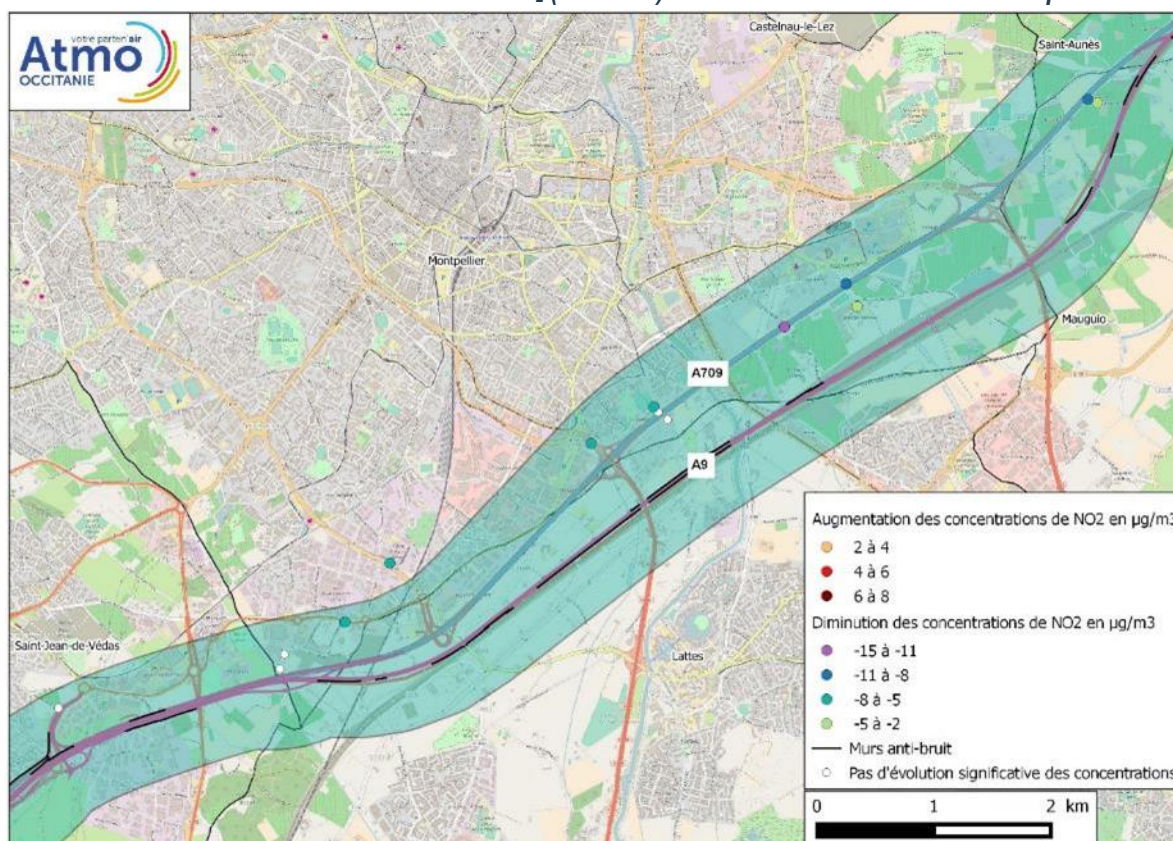 votre parten'air
Atmo
OCCITANIE
Castelnau-le-Lez
Saint-Aunès
Montpellier
Mauguio
A709
A9
Saint-Jean-de-Védas
Lattes
Augmentation des concentrations de NO2 en µg/m3
2 à 4
4 à 6
6 à 8
Diminution des concentrations de NO2 en µg/m3
-15 à -11
-11 à -8
-8 à -5
-5 à -2
Murs anti-bruit
Pas d'évolution significative des concentrations
0 1 2 km